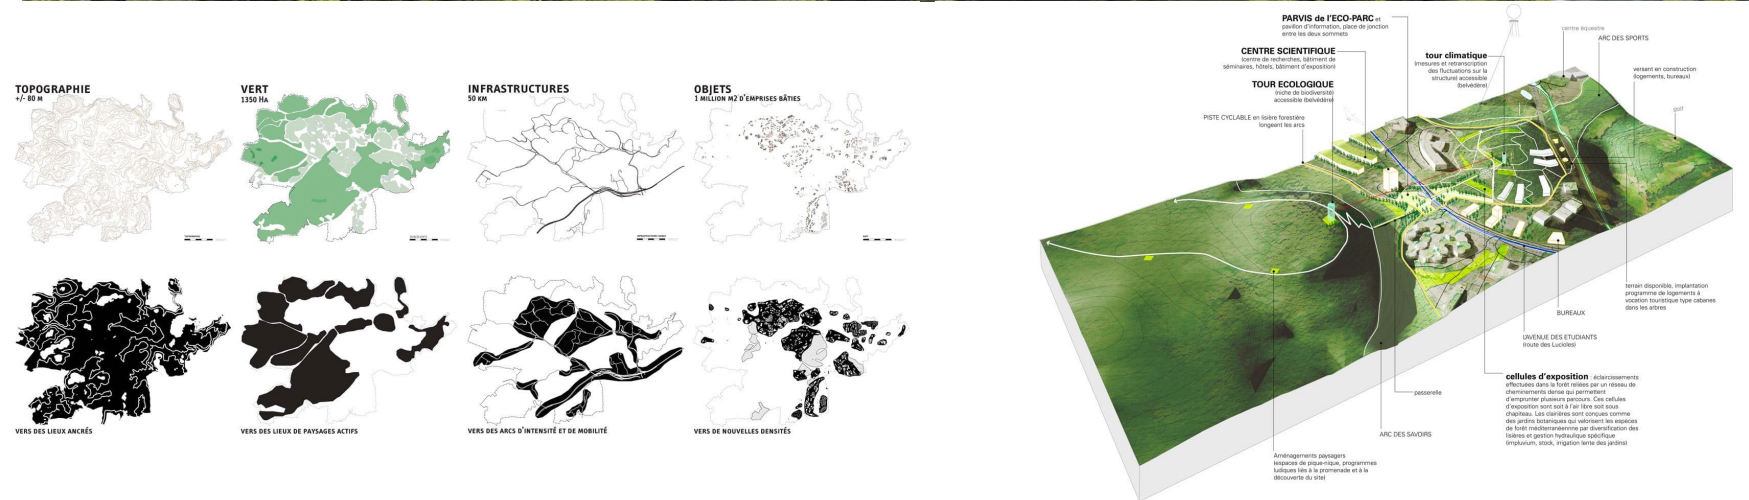 TOPOGRAPHIE
+/- 80 M
VERT
1350 HA
INFRASTRUCTURES
50 KM
OBJETS
1 MILLION M2 D'EMPRISES BÂTIES
VERS DES LIEUX ANCRÉS
VERS DES LIEUX DE PAYSAGES ACTIFS
VERS DES ARCS D'INTENSITÉ ET DE MOBILITÉ
VERS DE NOUVELLES DENSITÉS
PARVIS de l'ECO-PARC et
pavillon d'information, place de jonction
entre les deux sommets
CENTRE SCIENTIFIQUE
(centre de recherches, bâtiment de
séminaires, hôtels, bâtiment d'exposition)
TOUR ECOLOGIQUE
(niche de biodiversité)
accessible (belvédère)
PISTE CYCLABLE en lisière forestière
longeant les arcs
tour climatique
(mesures et retranscription
des fluctuations sur la
structure) accessible
(belvédère)
centre équestre
ARC DES SPORTS
versant en construction
(logements, bureaux)
golf
terrain disponible, implantation
programme de logements à
vocation touristique type cabanes
dans les arbres
BUREAUX
L'AVENUE DES ETUDIANTS
(route des Lucioles)
cellules d'exposition : éclaircissements
effectuées dans la forêt reliées par un réseau de
cheminements dense qui permettent
d'emprunter plusieurs parcours. Ces cellules
d'exposition sont soit à l'air libre soit sous
chapiteau. Les clairières sont conçues comme
des jardins botaniques qui valorisent les espèces
de forêt méditerranéennne par diversification des
lisières et gestion hydraulique spécifique
(impluvium, stock, irrigation lente des jardins)
passerelle
ARC DES SAVOIRS
Aménagements paysagers
(espaces de pique-nique, programmes
ludiques liés à la promenade et à la
découverte du site)